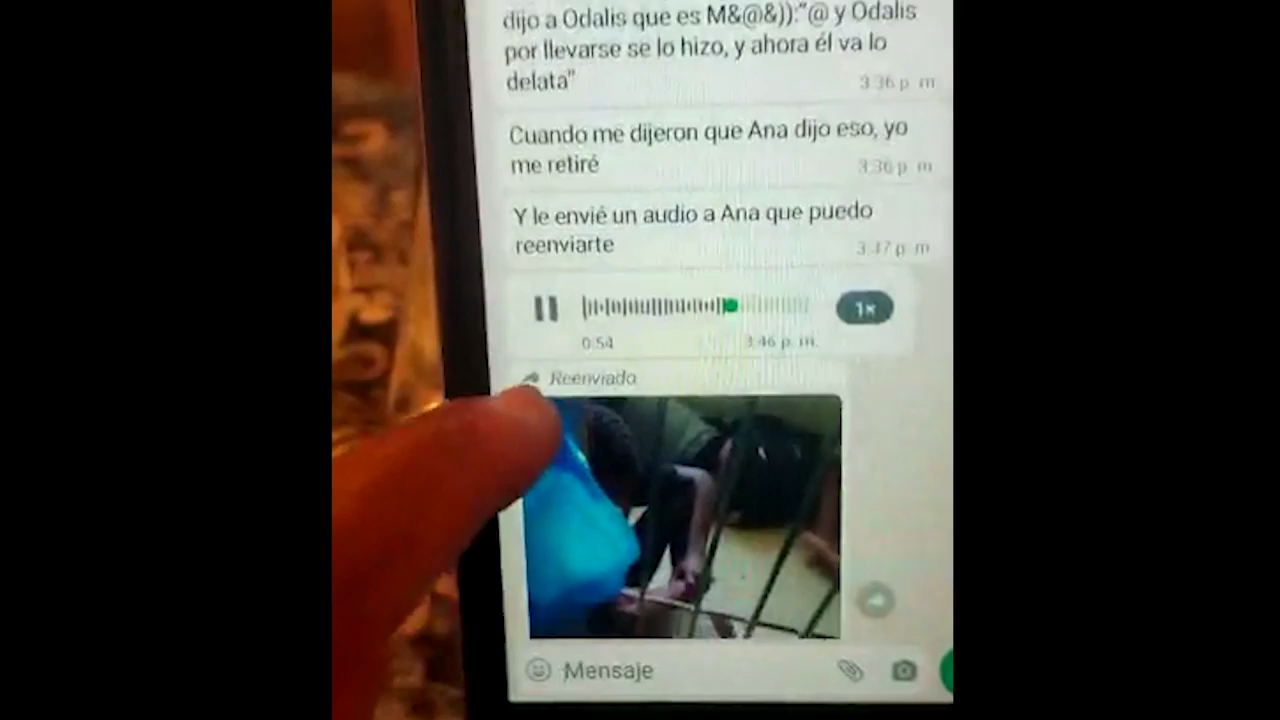 dijo a Odalis que es M&@&)):"@ y Odalis
por llevarse se lo hizo, y ahora él va lo
delata"
3:36 p. m.
Cuando me dijeron que Ana dijo eso, yo
me retiré
3:36 p. m.
Y le envié un audio a Ana que puedo
reenviarte
3:37 p. m.
1×
0:54
3:46 p. m.
Reenviado
Mensaje